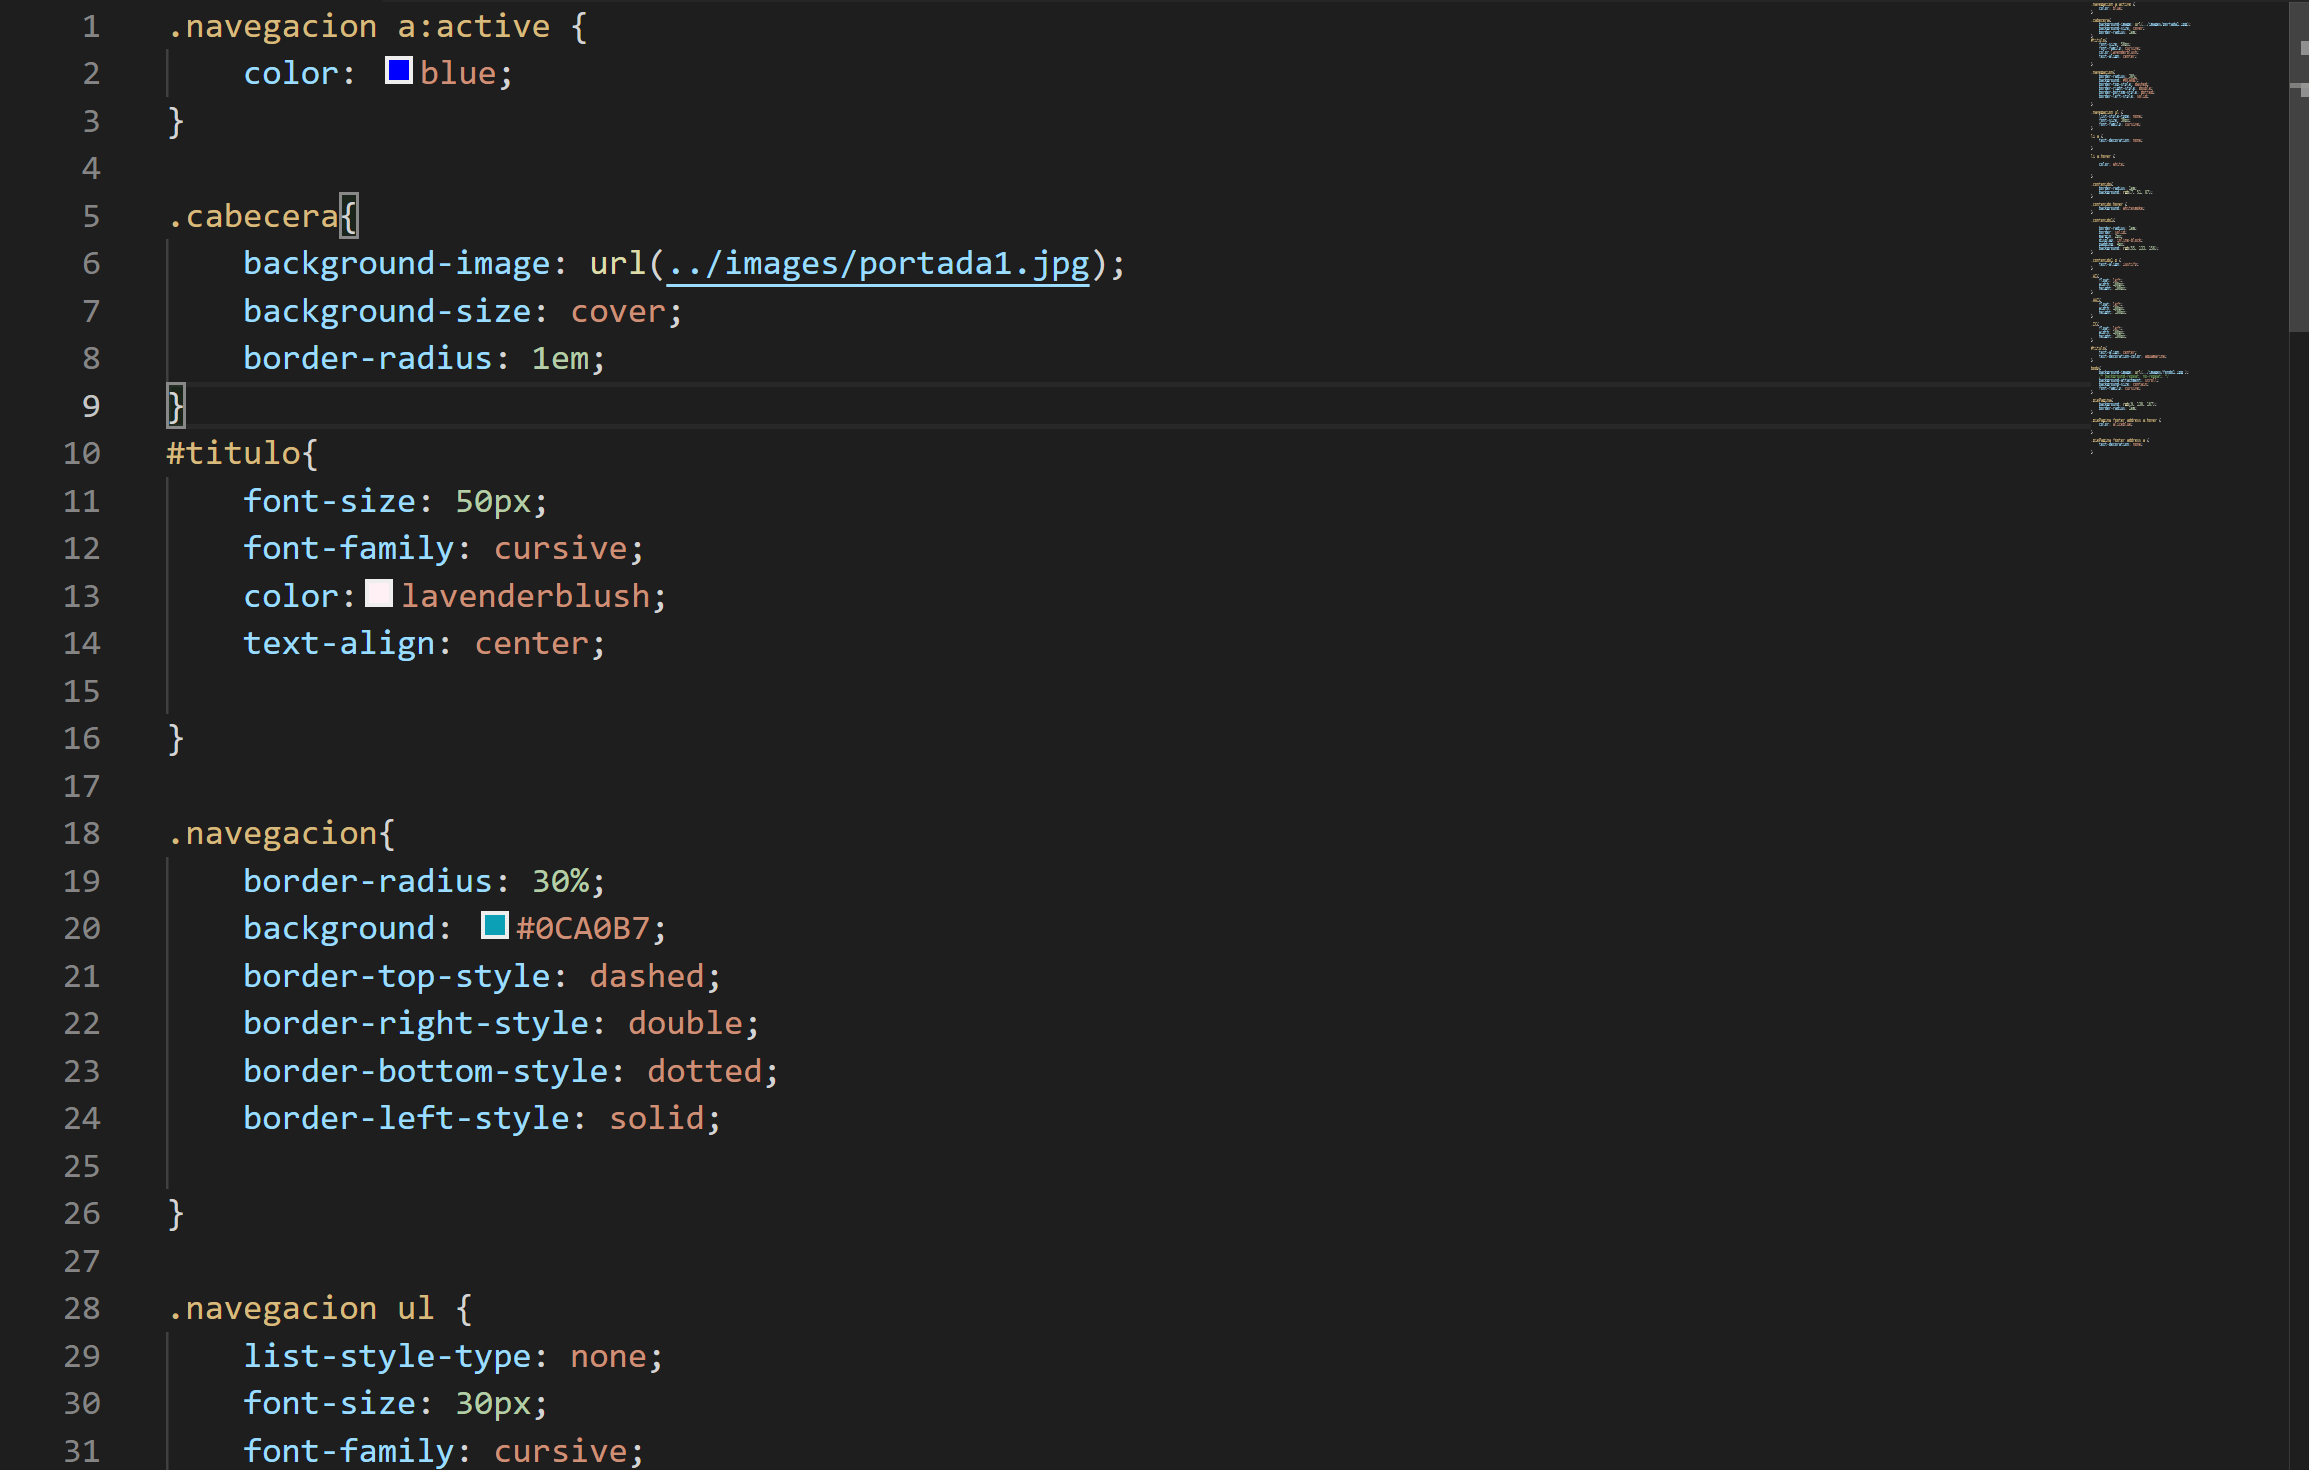 1 .navegacion a:active {
2     color: blue;
3 }
4
5 .cabecera{
6     background-image: url(../images/portada1.jpg);
7     background-size: cover;
8     border-radius: 1em;
9 }
10 #titulo{
11     font-size: 50px;
12     font-family: cursive;
13     color:lavenderblush;
14     text-align: center;
15
16 }
17
18 .navegacion{
19     border-radius: 30%;
20     background: #0CA0B7;
21     border-top-style: dashed;
22     border-right-style: double;
23     border-bottom-style: dotted;
24     border-left-style: solid;
25
26 }
27
28 .navegacion ul {
29     list-style-type: none;
30     font-size: 30px;
31     font-family: cursive;